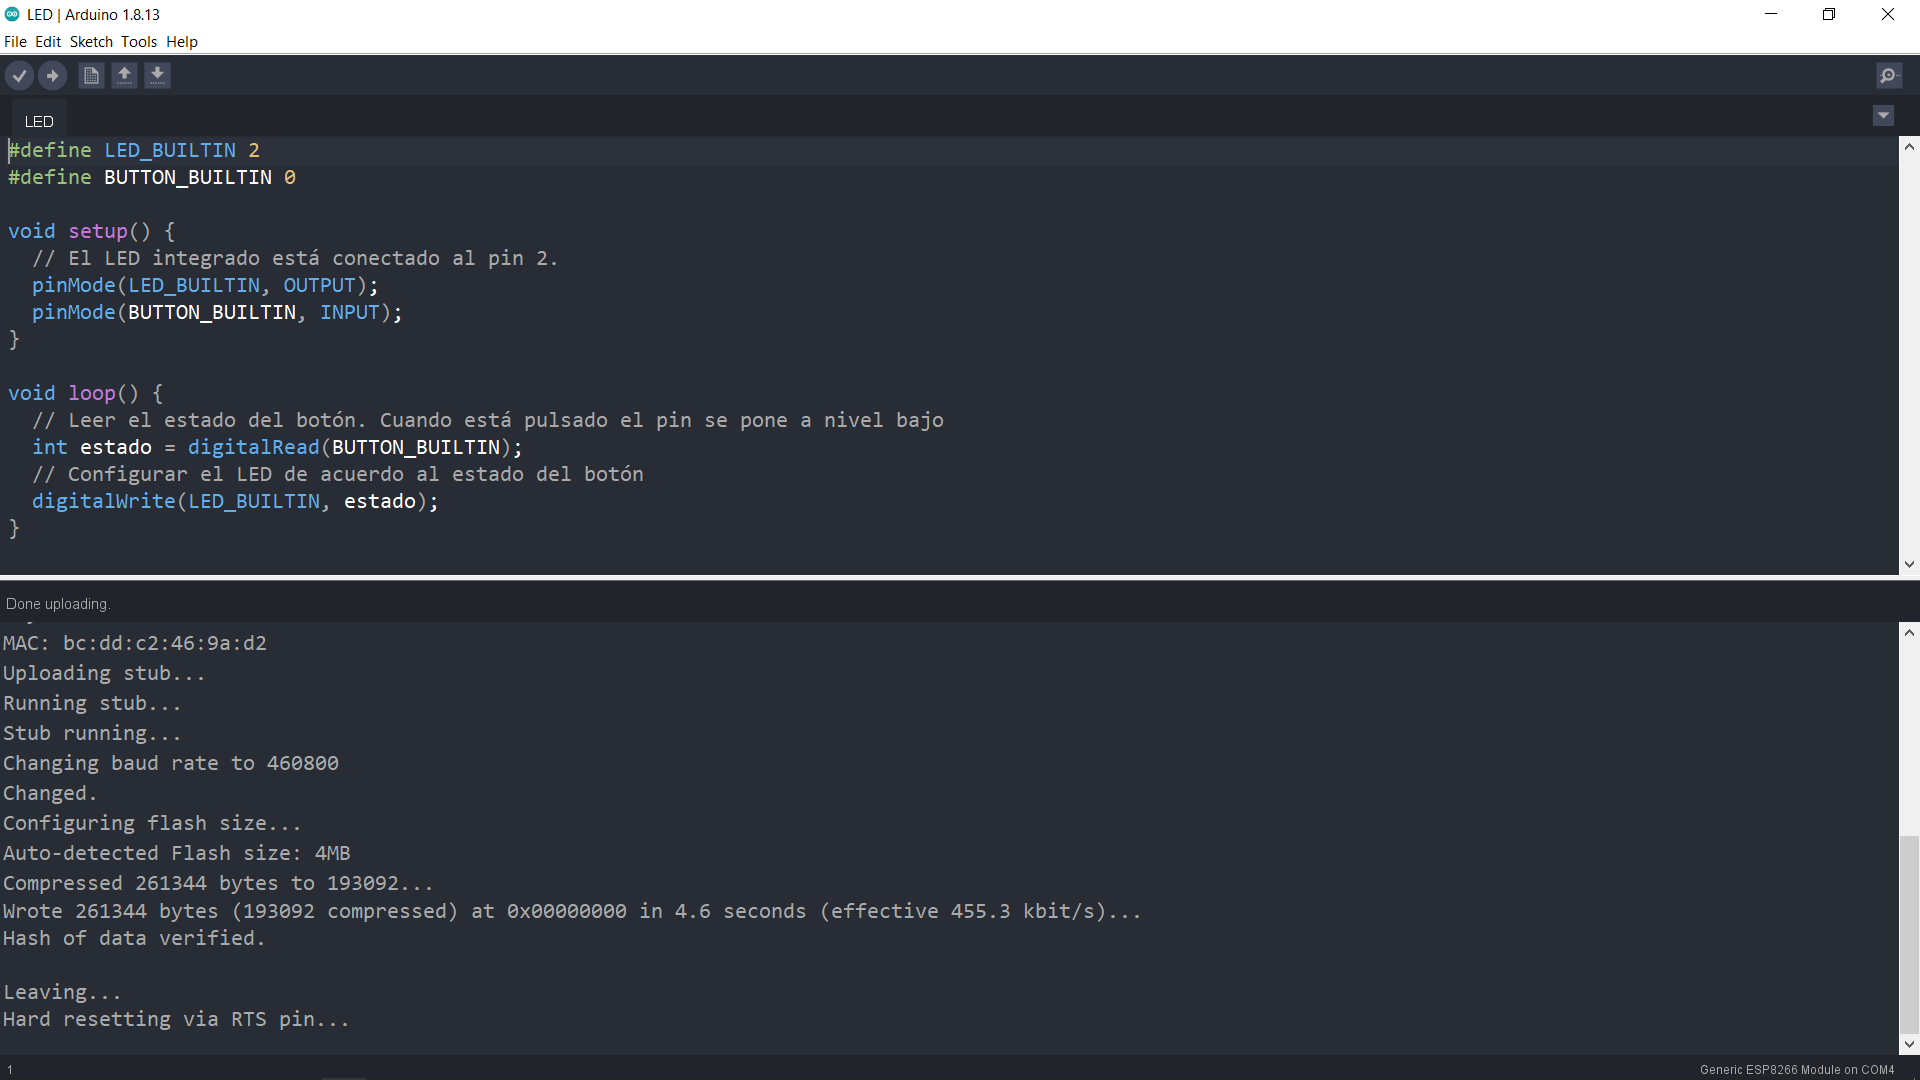 LED | Arduino 1.8.13
File Edit Sketch Tools Help
LED
#define LED_BUILTIN 2
#define BUTTON_BUILTIN 0
void setup() {
  // El LED integrado está conectado al pin 2.
  pinMode(LED_BUILTIN, OUTPUT);
  pinMode(BUTTON_BUILTIN, INPUT);
}
void loop() {
  // Leer el estado del botón. Cuando está pulsado el pin se pone a nivel bajo
  int estado = digitalRead(BUTTON_BUILTIN);
  // Configurar el LED de acuerdo al estado del botón
  digitalWrite(LED_BUILTIN, estado);
}
Done uploading.
MAC: bc:dd:c2:46:9a:d2
Uploading stub...
Running stub...
Stub running...
Changing baud rate to 460800
Changed.
Configuring flash size...
Auto-detected Flash size: 4MB
Compressed 261344 bytes to 193092...
Wrote 261344 bytes (193092 compressed) at 0x00000000 in 4.6 seconds (effective 455.3 kbit/s)...
Hash of data verified.
Leaving...
Hard resetting via RTS pin...
1
Generic ESP8266 Module on COM4